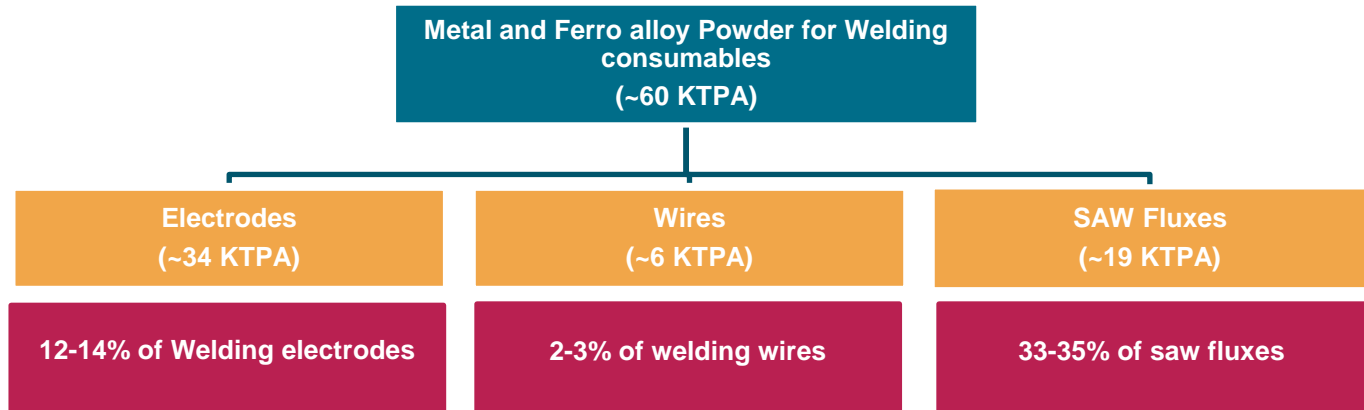 Metal and Ferro alloy Powder for Welding
consumables
(~60 KTPA)
Electrodes
(~34 KTPA)
Wires
(~6 KTPA)
SAW Fluxes
(~19 KTPA)
12-14% of Welding electrodes
2-3% of welding wires
33-35% of saw fluxes